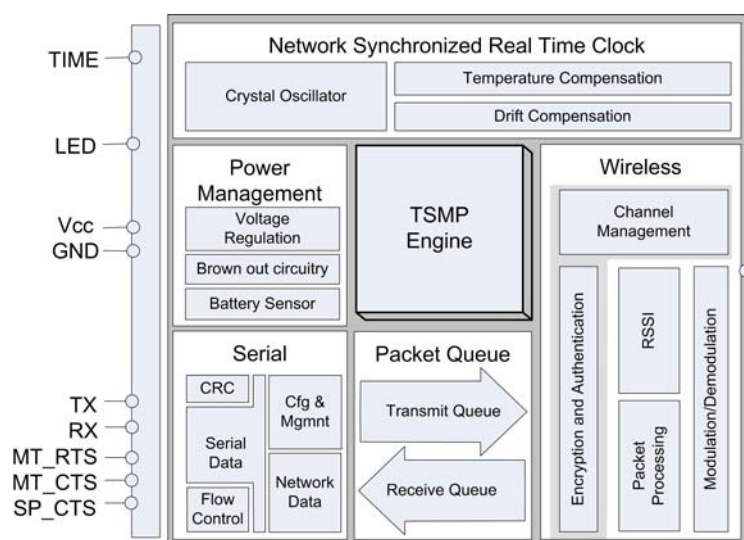 TIME
LED
Vcc
GND
TX
RX
MT_RTS
MT_CTS
SP_CTS
Network Synchronized Real Time Clock
Crystal Oscillator
Temperature Compensation
Drift Compensation
Power
Management
Voltage
Regulation
Brown out circuitry
Battery Sensor
TSMP
Engine
Wireless
Channel
Management
Encryption and Authentication
RSSI
Packet
Processing
Modulation/Demodulation
Serial
CRC
Serial
Data
Flow
Control
Cfg &
Mgmnt
Network
Data
Packet Queue
Transmit Queue
Receive Queue